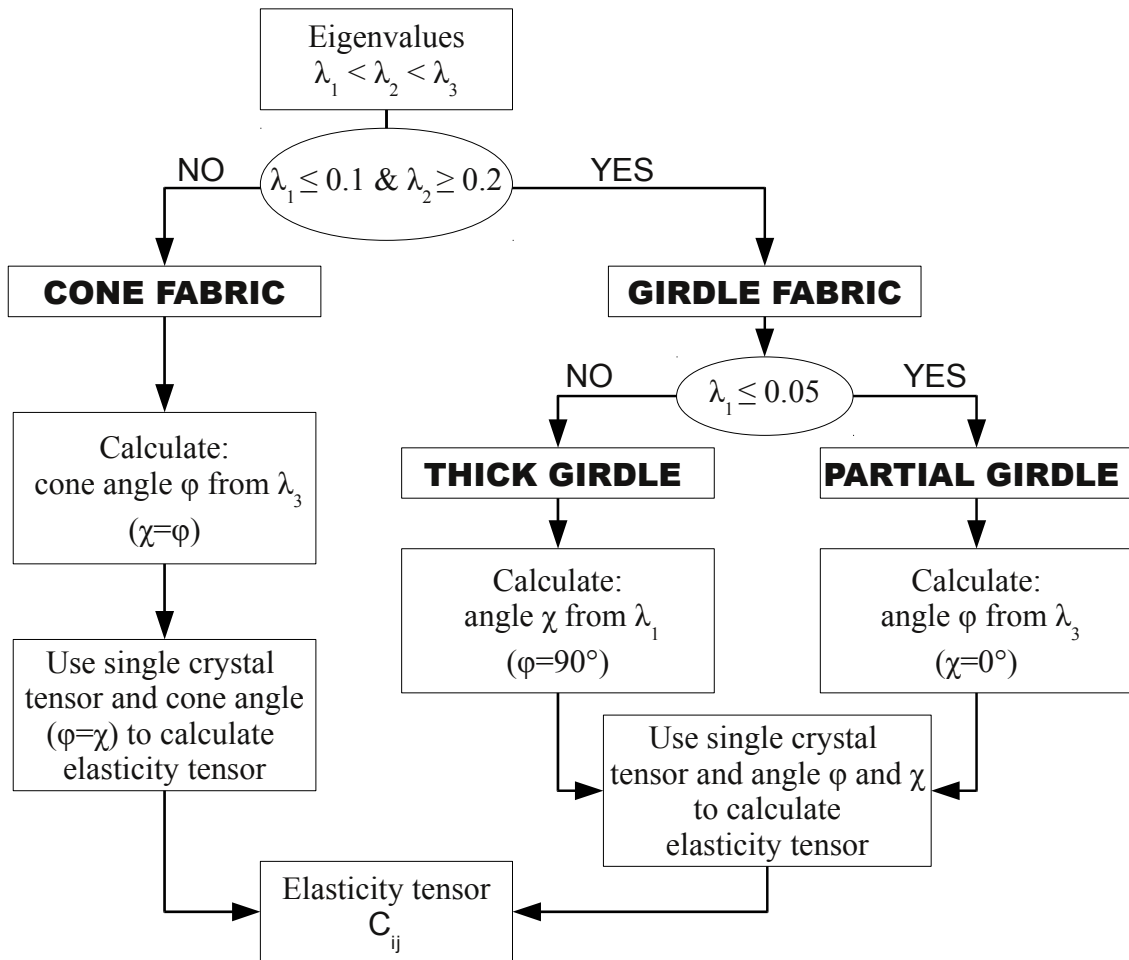 Eigenvalues
λ₁ < λ₂ < λ₃
NO
λ₁ ≤ 0.1 & λ₂ ≥ 0.2
YES
CONE FABRIC
GIRDLE FABRIC
NO
λ₁ ≤ 0.05
YES
Calculate:
cone angle φ from λ₃
(χ=φ)
THICK GIRDLE
PARTIAL GIRDLE
Calculate:
angle χ from λ₁
(φ=90°)
Calculate:
angle φ from λ₃
(χ=0°)
Use single crystal
tensor and cone angle
(φ=χ) to calculate
elasticity tensor
Use single crystal
tensor and angle φ and χ
to calculate
elasticity tensor
Elasticity tensor
C_ij